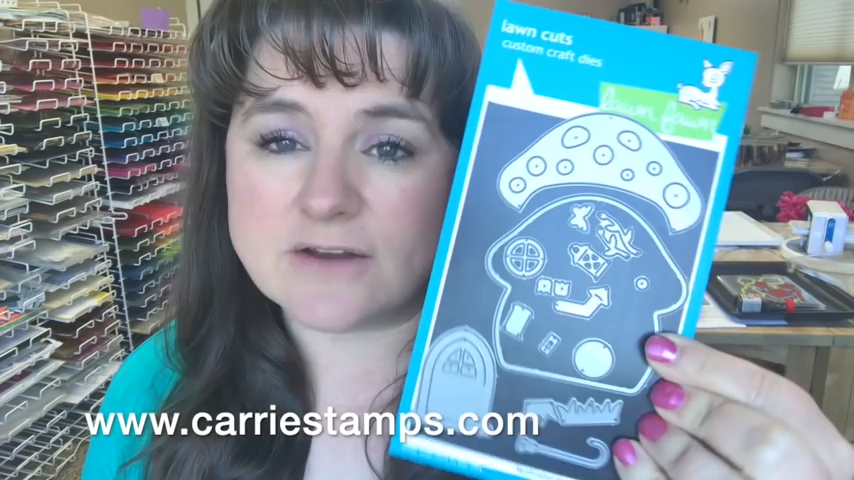 lawn cuts
custom craft dies
lawn fawn
www.carriestamps.com